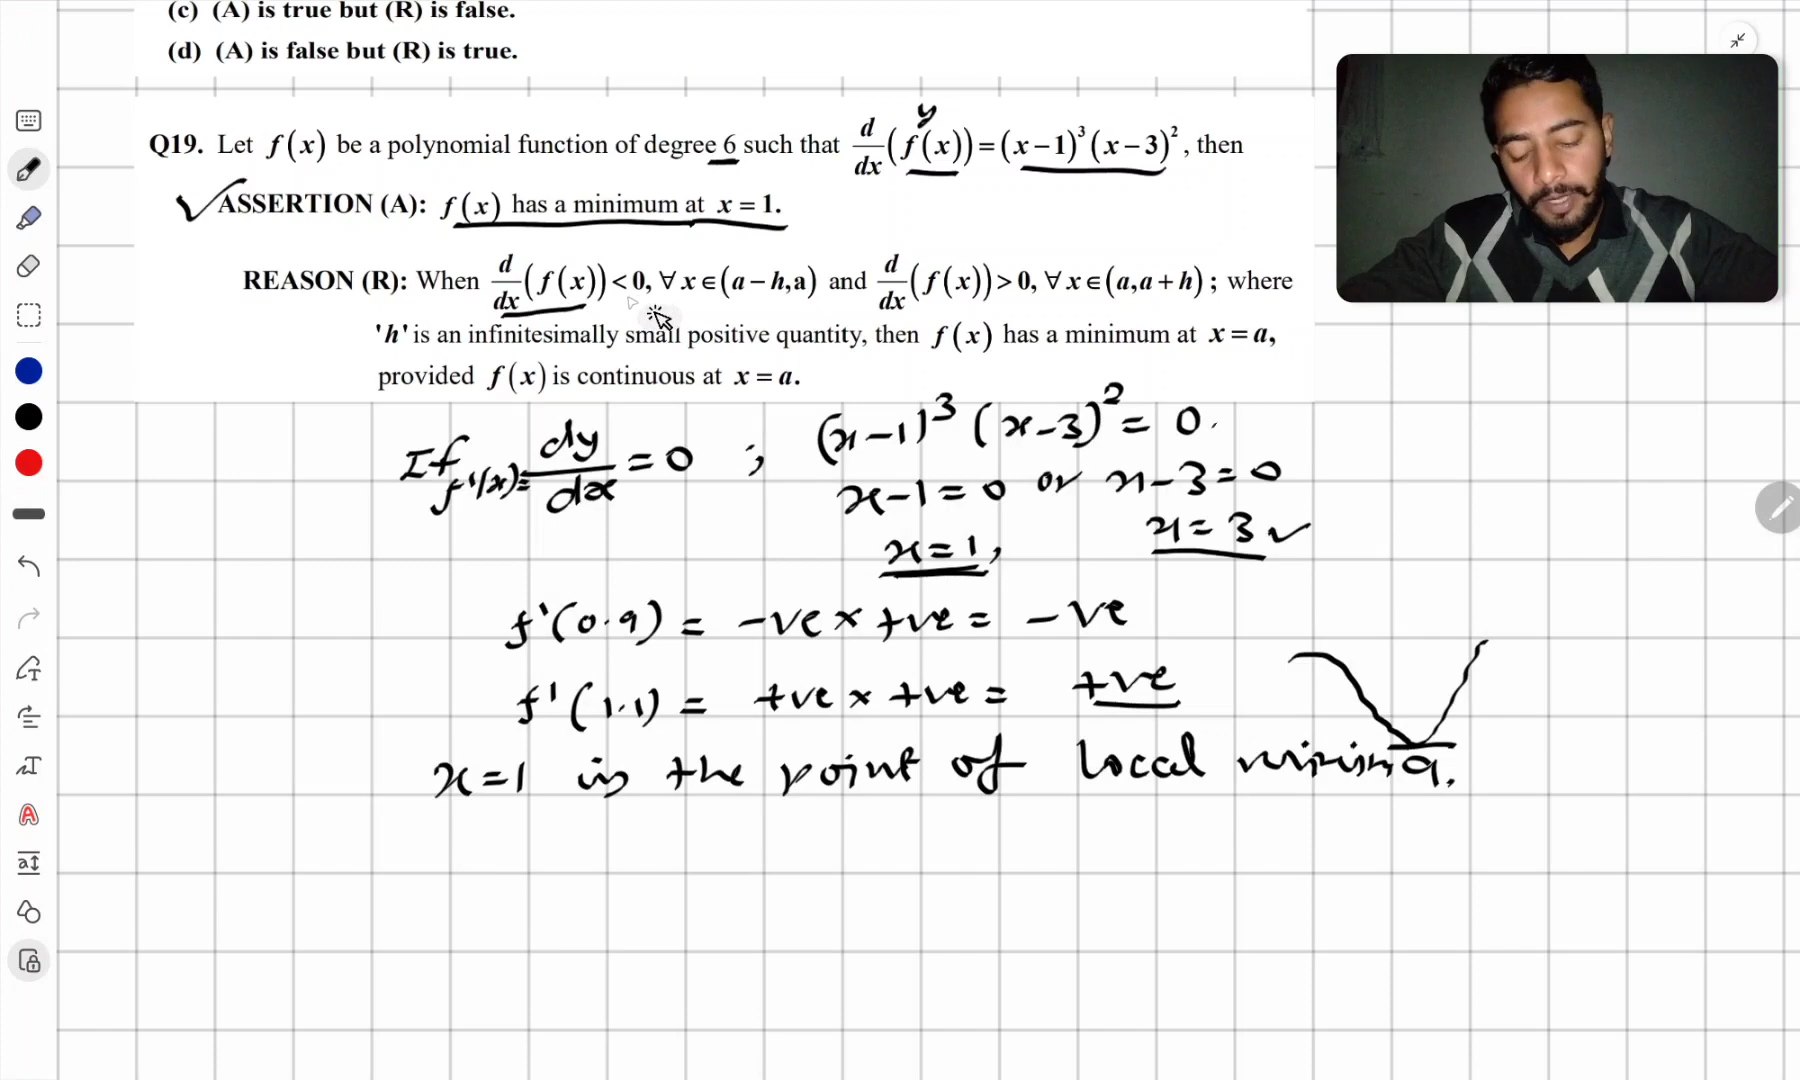 (c) (A) is true but (R) is false.
(d) (A) is false but (R) is true.
y
Q19. Let f(x) be a polynomial function of degree 6 such that d/dx (f(x)) = (x−1)³(x−3)², then
ASSERTION (A): f(x) has a minimum at x = 1.
REASON (R): When d/dx (f(x)) < 0, ∀ x ∈ (a − h, a) and d/dx (f(x)) > 0, ∀ x ∈ (a, a + h) ; where
'h' is an infinitesimally small positive quantity, then f(x) has a minimum at x = a,
provided f(x) is continuous at x = a.
If f'(x) = dy/dx = 0 ; (x−1)³ (x−3)² = 0.
x−1 = 0 or x−3 = 0
x = 1, x = 3 ✓
f'(0.9) = −ve × +ve = −ve
f'(1.1) = +ve × +ve = +ve
x = 1 is the point of local minima.